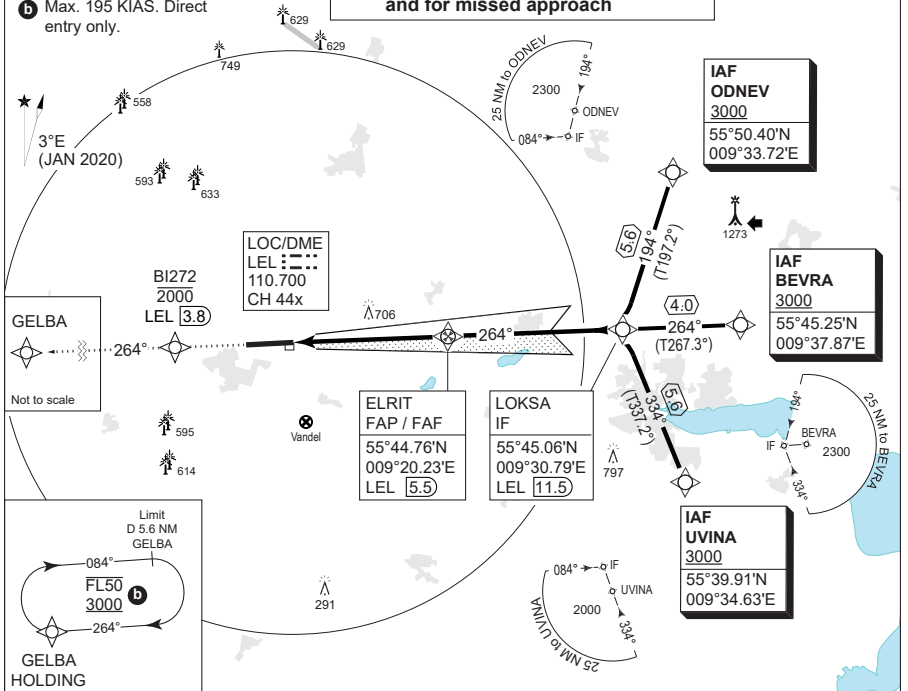 b Max. 195 KIAS. Direct
entry only.
and for missed approach
629
629
749
558
3°E
(JAN 2020)
593
633
25 NM to ODNEV
2300
194°
ODNEV
084°
IF
IAF
ODNEV
3000
55°50.40'N
009°33.72'E
1273
5.6
194°
(T197.2°)
LOC/DME
LEL
110.700
CH 44x
BI272
2000
LEL 3.8
706
IAF
BEVRA
3000
55°45.25'N
009°37.87'E
4.0
264°
(T267.3°)
GELBA
264°
Not to scale
264°
ELRIT
FAP / FAF
55°44.76'N
009°20.23'E
LEL 5.5
LOKSA
IF
55°45.06'N
009°30.79'E
LEL 11.5
5.6
334°
(T337.2°)
595
614
Vandel
797
194°
IF
BEVRA
2300
334°
25 NM to BEVRA
IAF
UVINA
3000
55°39.91'N
009°34.63'E
Limit
D 5.6 NM
GELBA
084°
FL50
3000
b
264°
GELBA
HOLDING
291
084°
IF
UVINA
2000
334°
25 NM to UVINA